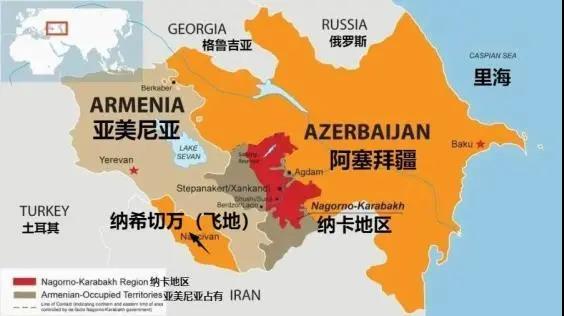 GEORGIA
格鲁吉亚
RUSSIA
俄罗斯
CASPIAN SEA
里海
Berkaber
ARMENIA
亚美尼亚
AZERBAIJAN
阿塞拜疆
LAKE
SEVAN
Baku
Yerevan
Agdam
Stepanakert/Xankandi
Shushi/Susa
Berdzor/Lacin
Nagorno-Karabakh
纳卡地区
TURKEY
土耳其
纳希切万（飞地）
IRAN
Nagorno-Karabakh Region 纳卡地区
Armenian-Occupied Territories 亚美尼亚占有
Line of Contact (indicating northern and eastern limit of area
controlled by de facto Nagorno-Karabakh government)